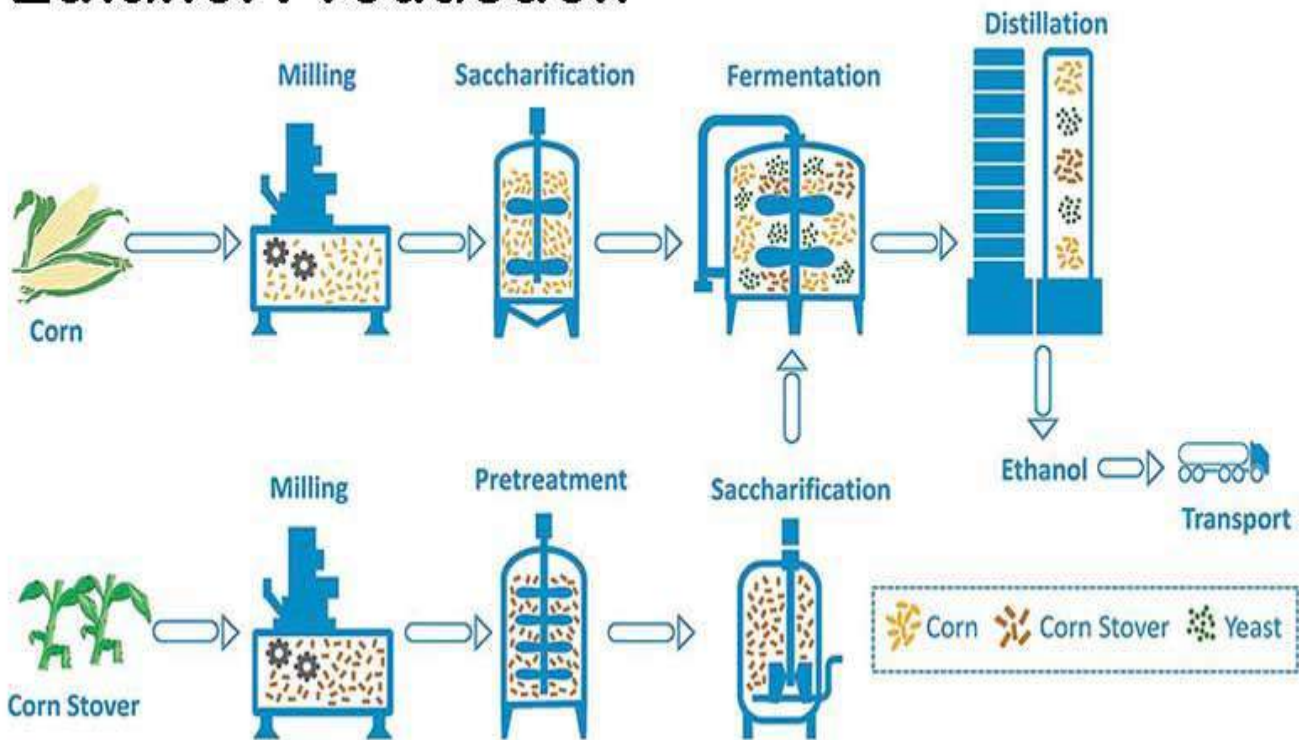 Distillation
Milling
Saccharification
Fermentation
Corn
Ethanol
Transport
Milling
Pretreatment
Saccharification
Corn Stover
Corn
Corn Stover
Yeast